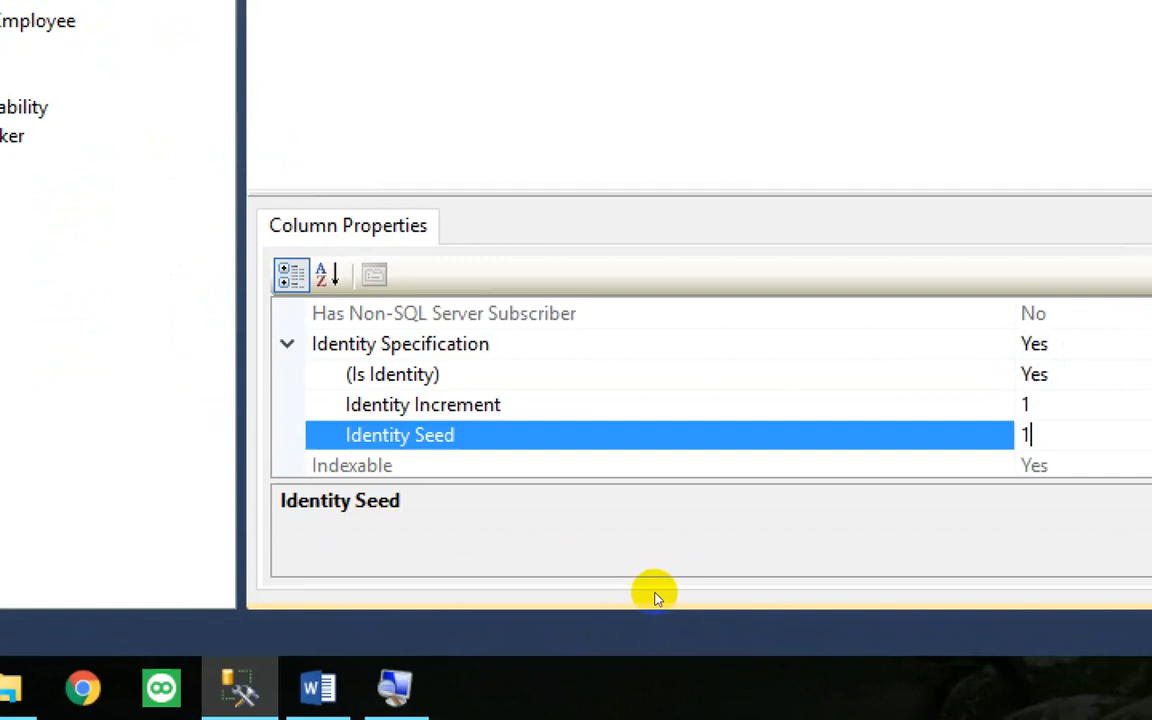 Employee
ability
ker
Column Properties
Has Non-SQL Server Subscriber No
Identity Specification Yes
(Is Identity) Yes
Identity Increment 1
Identity Seed 1
Indexable Yes
Identity Seed